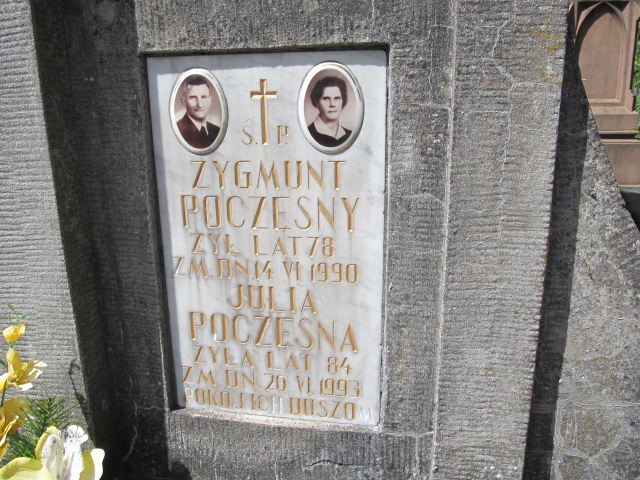 Ś. P.
ZYGMUNT
POCZĘSNY
ŻYŁ LAT 78
ZM. DN. 14 VI 1990
JULIA
POCZĘSNA
ŻYŁA LAT 84
ZM. DN. 20 VI. 1993
POKÓJ ICH DUSZOM